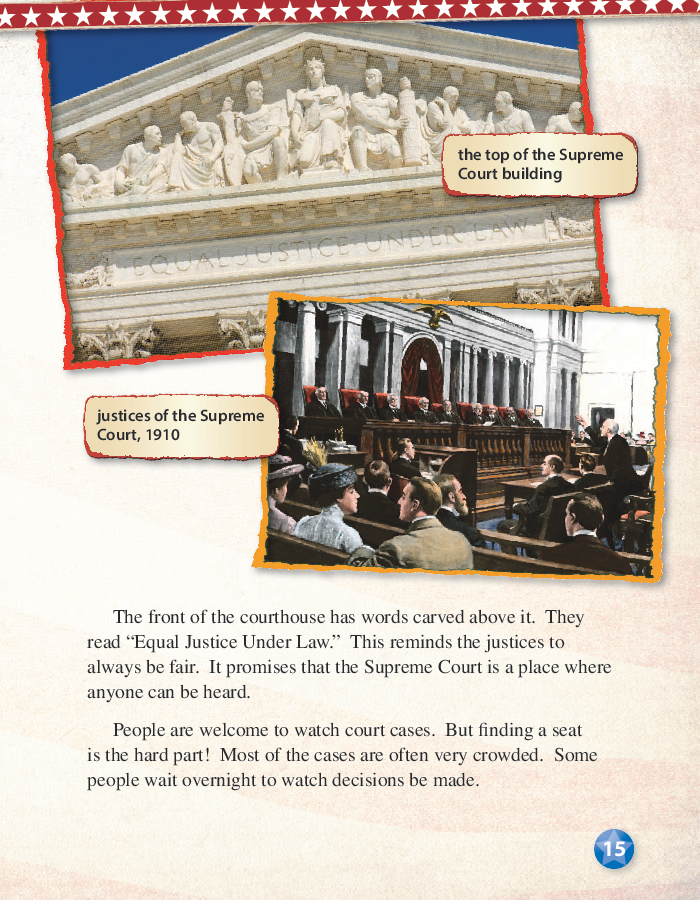 the top of the Supreme
Court building
EQUAL JUSTICE UNDER LAW
justices of the Supreme
Court, 1910
The front of the courthouse has words carved above it.  They
read “Equal Justice Under Law.”  This reminds the justices to
always be fair.  It promises that the Supreme Court is a place where
anyone can be heard.
People are welcome to watch court cases.  But finding a seat
is the hard part!  Most of the cases are often very crowded.  Some
people wait overnight to watch decisions be made.
15